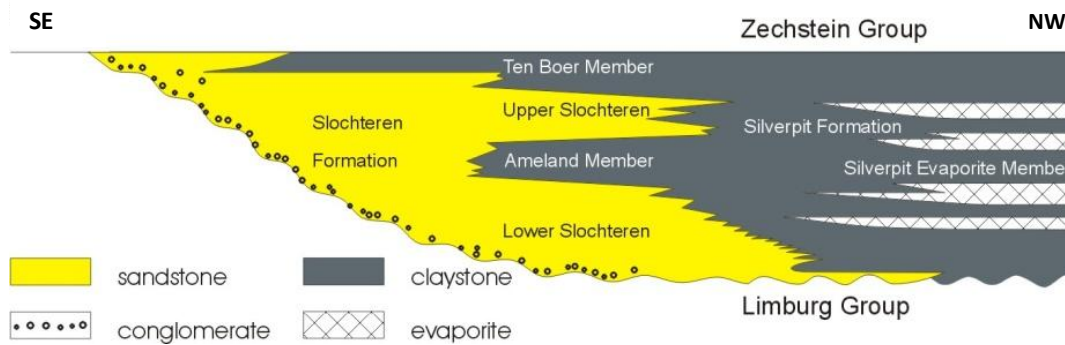 SE
NW
Zechstein Group
Ten Boer Member
Upper Slochteren
Slochteren
Silverpit Formation
Formation
Ameland Member
Silverpit Evaporite Member
Lower Slochteren
sandstone
claystone
Limburg Group
conglomerate
evaporite